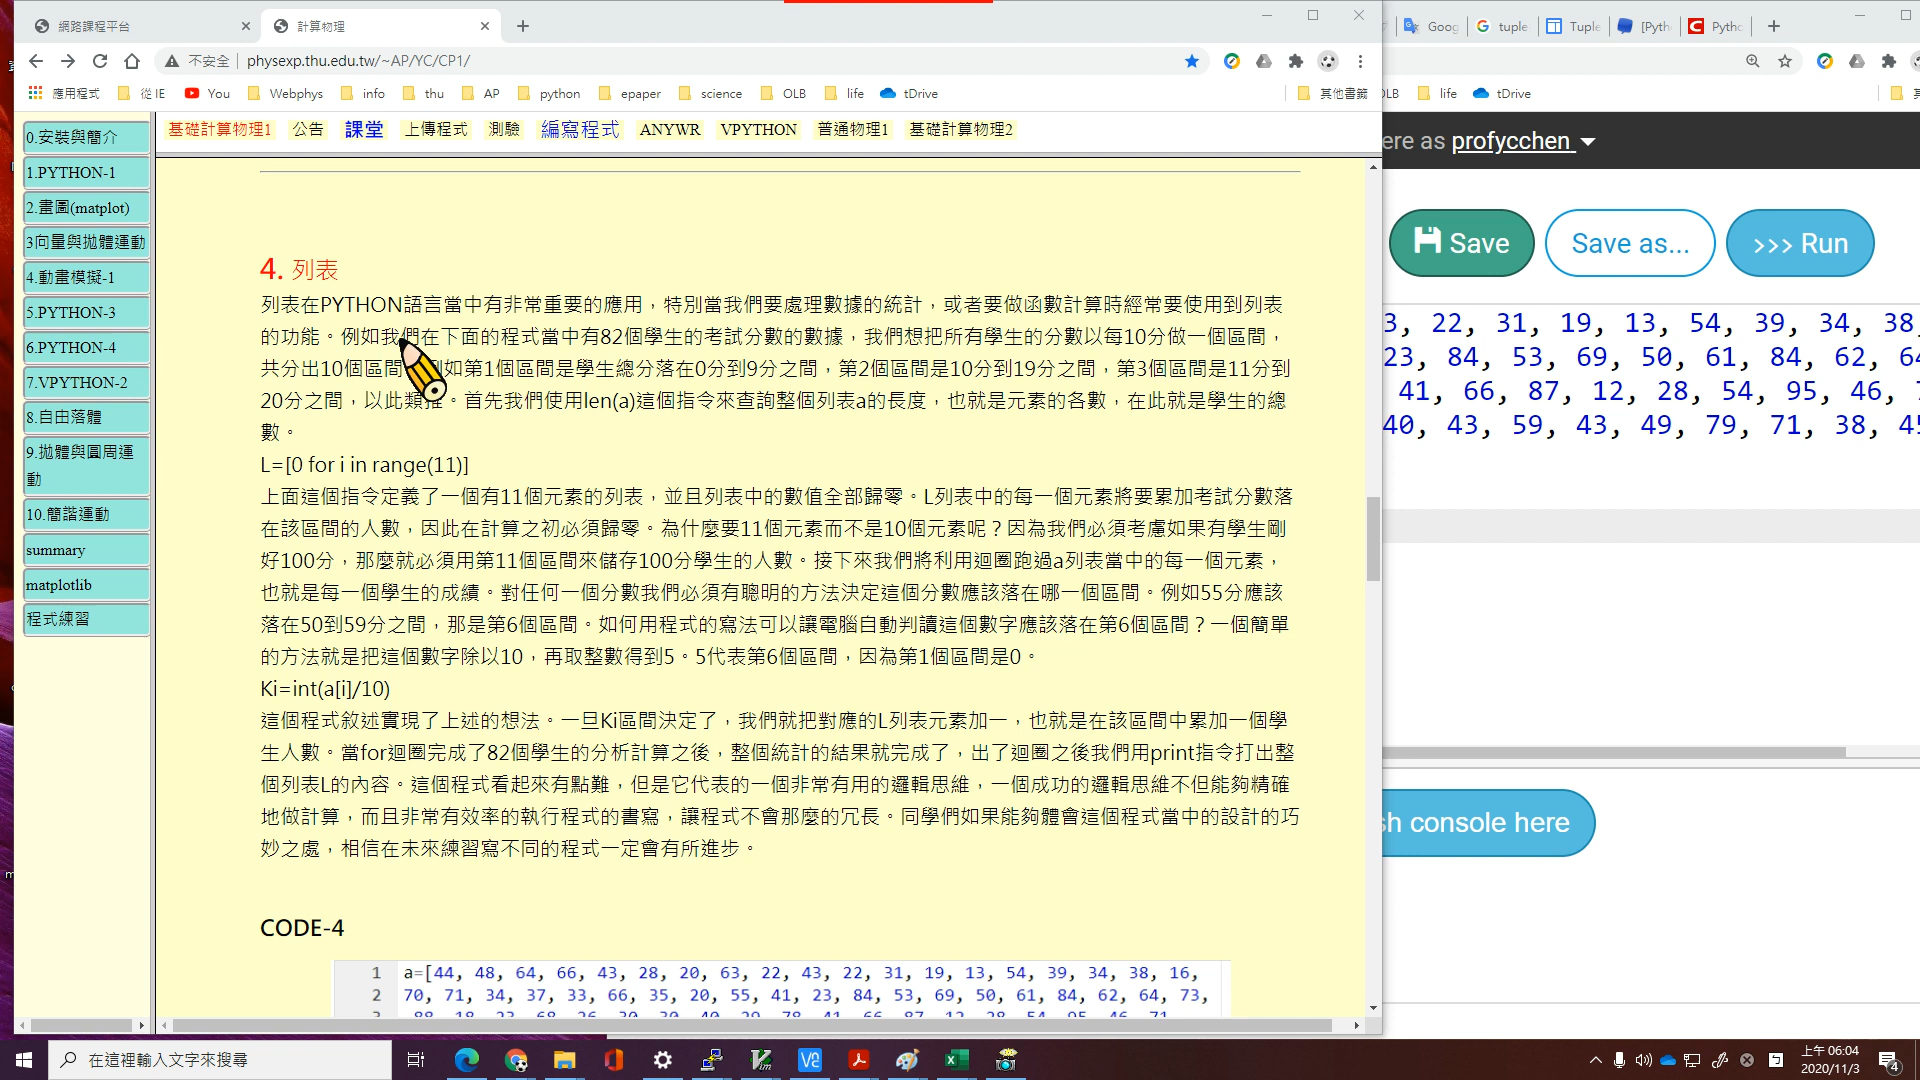 網路課程平台
計算物理
Goog
tuple
Tuple
[Pyth
Pytho
不安全
physexp.thu.edu.tw/~AP/YC/CP1/
應用程式
從 IE
You
Webphys
info
thu
AP
python
epaper
science
OLB
life
tDrive
其他書籤
LB
life
tDrive
0.安裝與簡介
1.PYTHON-1
2.畫圖(matplot)
3向量與拋體運動
4.動畫模擬-1
5.PYTHON-3
6.PYTHON-4
7.VPYTHON-2
8.自由落體
9.拋體與圓周運
動
10.簡諧運動
summary
matplotlib
程式練習
基礎計算物理1 公告 課堂 上傳程式 測驗 編寫程式 ANYWR VPYTHON 普通物理1 基礎計算物理2
4. 列表
列表在PYTHON語言當中有非常重要的應用，特別當我們要處理數據的統計，或者要做函數計算時經常要使用到列表
的功能。例如我們在下面的程式當中有82個學生的考試分數的數據，我們想把所有學生的分數以每10分做一個區間，
共分出10個區間 如第1個區間是學生總分落在0分到9分之間，第2個區間是10分到19分之間，第3個區間是11分到
20分之間，以此類推。首先我們使用len(a)這個指令來查詢整個列表a的長度，也就是元素的各數，在此就是學生的總
數。
L=[0 for i in range(11)]
上面這個指令定義了一個有11個元素的列表，並且列表中的數值全部歸零。L列表中的每一個元素將要累加考試分數落
在該區間的人數，因此在計算之初必須歸零。為什麼要11個元素而不是10個元素呢？因為我們必須考慮如果有學生剛
好100分，那麼就必須用第11個區間來儲存100分學生的人數。接下來我們將利用迴圈跑過a列表當中的每一個元素，
也就是每一個學生的成績。對任何一個分數我們必須有聰明的方法決定這個分數應該落在哪一個區間。例如55分應該
落在50到59分之間，那是第6個區間。如何用程式的寫法可以讓電腦自動判讀這個數字應該落在第6個區間？一個簡單
的方法就是把這個數字除以10，再取整數得到5。5代表第6個區間，因為第1個區間是0。
Ki=int(a[i]/10)
這個程式敘述實現了上述的想法。一旦Ki區間決定了，我們就把對應的L列表元素加一，也就是在該區間中累加一個學
生人數。當for迴圈完成了82個學生的分析計算之後，整個統計的結果就完成了，出了迴圈之後我們用print指令打出整
個列表L的內容。這個程式看起來有點難，但是它代表的一個非常有用的邏輯思維，一個成功的邏輯思維不但能夠精確
地做計算，而且非常有效率的執行程式的書寫，讓程式不會那麼的冗長。同學們如果能夠體會這個程式當中的設計的巧
妙之處，相信在未來練習寫不同的程式一定會有所進步。
CODE-4
1 a=[44, 48, 64, 66, 43, 28, 20, 63, 22, 43, 22, 31, 19, 13, 54, 39, 34, 38, 16,
2 70, 71, 34, 37, 33, 66, 35, 20, 55, 41, 23, 84, 53, 69, 50, 61, 84, 62, 64, 73,
ere as profycchen
Save
Save as...
>>> Run
3, 22, 31, 19, 13, 54, 39, 34, 38
23, 84, 53, 69, 50, 61, 84, 62, 64
41, 66, 87, 12, 28, 54, 95, 46,
40, 43, 59, 43, 49, 79, 71, 38, 45
sh console here
在這裡輸入文字來搜尋
上午 06:04
2020/11/3
4